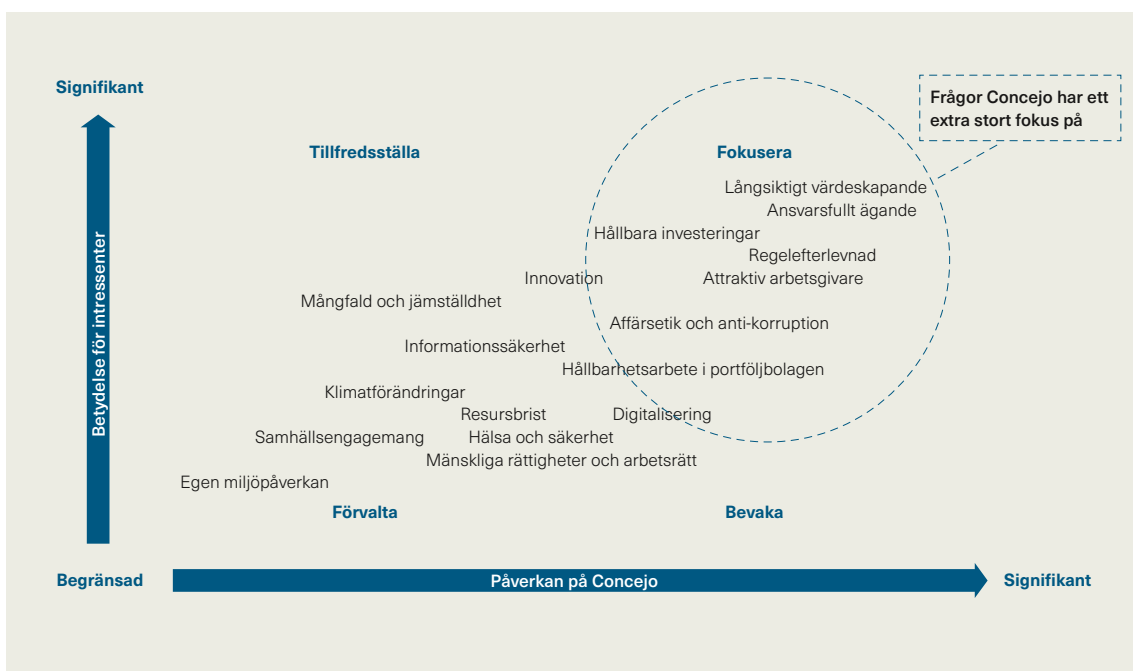 Signifikant
Frågor Concejo har ett
extra stort fokus på
Tillfredsställa
Fokusera
Långsiktigt värdeskapande
Ansvarsfullt ägande
Hållbara investeringar
Regelefterlevnad
Innovation
Attraktiv arbetsgivare
Mångfald och jämställdhet
Affärsetik och anti-korruption
Informationssäkerhet
Hållbarhetsarbete i portföljbolagen
Klimatförändringar
Resursbrist
Digitalisering
Samhällsengagemang
Hälsa och säkerhet
Mänskliga rättigheter och arbetsrätt
Egen miljöpåverkan
Förvalta
Bevaka
Betydelse för intressenter
Begränsad
Påverkan på Concejo
Signifikant